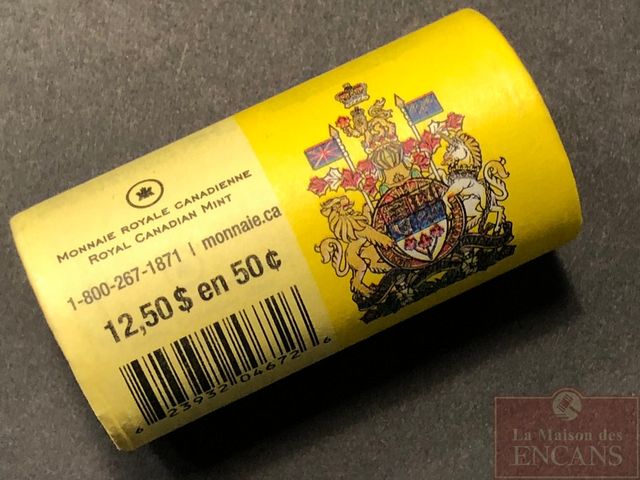 MONNAIE ROYALE CANADIENNE
ROYAL CANADIAN MINT
1-800-267-1871 | monnaie.ca
12,50 $ en 50 ¢
6 23932 04672 6
La Maison des
ENCANS